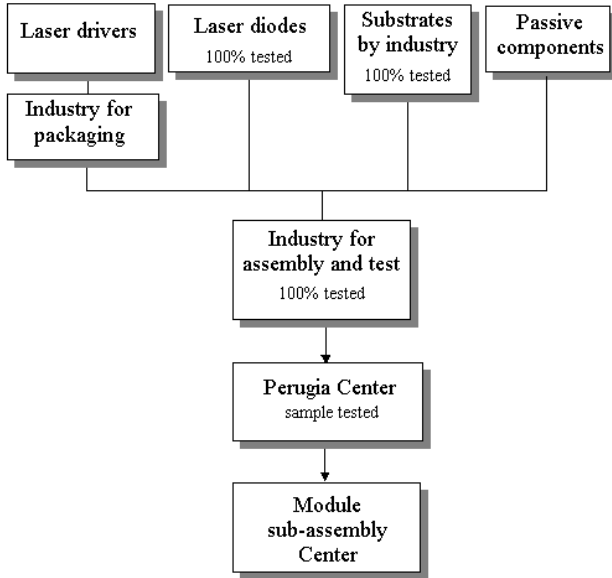 Laser drivers
Laser diodes
100% tested
Substrates
by industry
100% tested
Passive
components
Industry for
packaging
Industry for
assembly and test
100% tested
Perugia Center
sample tested
Module
sub-assembly
Center